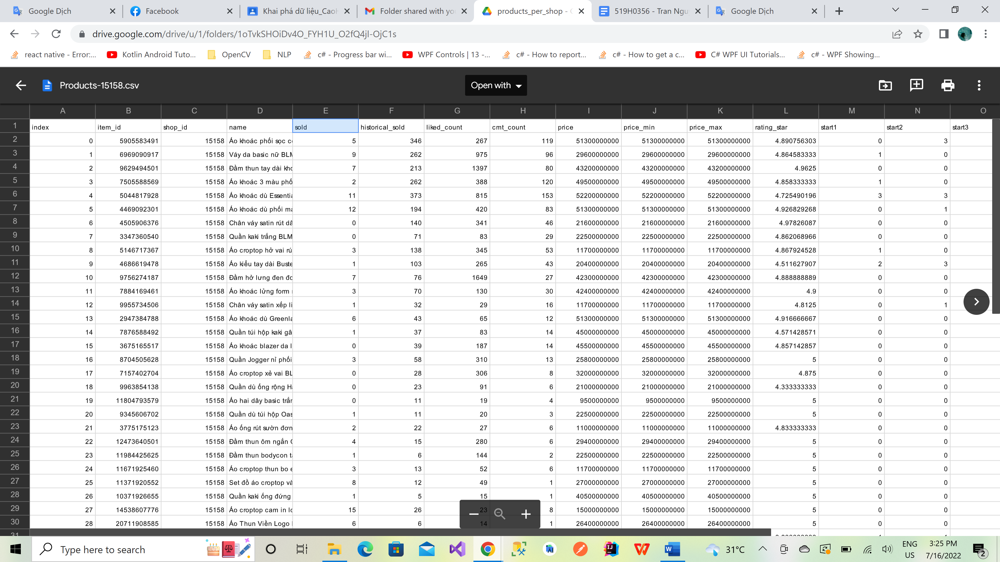 Google Dịch
Facebook
Khai phá dữ liệu_Cao
Folder shared with yo
products_per_shop -
519H0356 - Tran Ngu
Google Dịch
drive.google.com/drive/u/1/folders/1oTvkSHOiDv4O_FYH1U_O2fQ4jl-OjC1s
react native - Error:...
Kotlin Android Tuto...
OpenCV
NLP
c# - Progress bar wi...
WPF Controls | 13 -...
c# - How to report...
c# - How to get a c...
C# WPF UI Tutorials...
c# - WPF Showing...
Products-15158.csv
Open with
A B C D E F G H I J K L M N O
1 index item_id shop_id name sold historical_sold liked_count cmt_count price price_min price_max rating_star start1 start2 start3
2 0 5905583491 15158 Áo khoác phối sọc 5 346 267 119 51300000000 51300000000 51300000000 4.890756303 0 3
3 1 6969090917 15158 Váy da basic nữ BLM 9 262 975 96 29600000000 29600000000 29600000000 4.864583333 1 0
4 2 9629494501 15158 Đầm thun tay dài kho 7 213 1397 80 43200000000 43200000000 43200000000 4.9625 0 0
5 3 7505588569 15158 Áo khoác 3 màu phố 2 262 388 120 49500000000 49500000000 49500000000 4.858333333 1 0
6 4 5044817928 15158 Áo khoác dù Essentia 11 373 815 153 52200000000 52200000000 52200000000 4.725490196 3 3
7 5 4469092301 15158 Áo khoác dù phối mà 12 194 420 83 51300000000 51300000000 51300000000 4.926829268 0 1
8 6 4505906376 15158 Chân váy satin rút dâ 0 140 341 46 21600000000 21600000000 21600000000 4.97826087 0 0
9 7 3347360540 15158 Quần kaki trắng BLM 0 71 83 29 22500000000 22500000000 22500000000 4.862068966 0 0
10 8 5146717367 15158 Áo croptop hở vai rú 3 138 345 53 11700000000 11700000000 11700000000 4.867924528 1 0
11 9 4686619478 15158 Áo kiểu tay dài Buste 1 103 265 43 20400000000 20400000000 20400000000 4.511627907 2 3
12 10 9756274187 15158 Đầm hở lưng đen đơ 7 76 1649 27 42300000000 42300000000 42300000000 4.888888889 0 0
13 11 7884169461 15158 Áo khoác lửng form 3 70 130 30 42400000000 42400000000 42400000000 4.9 0 0
14 12 9955734506 15158 Chân váy satin xếp li 1 32 29 16 11700000000 11700000000 11700000000 4.8125 0 1
15 13 2947384788 15158 Áo khoác dù Greenla 6 43 65 12 51300000000 51300000000 51300000000 4.916666667 0 0
16 14 7876588492 15158 Quần túi hộp kaki gâ 1 37 83 14 45000000000 45000000000 45000000000 4.571428571 0 0
17 15 3675165517 15158 Áo khoác blazer da l 0 39 187 14 45500000000 45500000000 45500000000 4.857142857 0 0
18 16 8704505628 15158 Quần Jogger nỉ phối 3 58 310 13 25800000000 25800000000 25800000000 5 0 0
19 17 7157402704 15158 Áo croptop xẻ vai BL 0 28 306 8 32000000000 32000000000 32000000000 4.875 0 0
20 18 9963854138 15158 Quần dù ống rộng Ha 0 23 91 6 21000000000 21000000000 21000000000 4.333333333 0 0
21 19 11804793579 15158 Áo hai dây basic trắn 0 11 19 4 9500000000 9500000000 9500000000 5 0 0
22 20 9345606702 15158 Quần dù túi hộp Oas 1 11 20 3 22500000000 22500000000 22500000000 5 0 0
23 21 3775175123 15158 Áo ống rút sườn đơn 2 22 27 6 11000000000 11000000000 11000000000 4.833333333 0 0
24 22 12473640501 15158 Đầm thun ôm ngắn 4 15 280 6 29400000000 29400000000 29400000000 5 0 0
25 23 11984425625 15158 Đầm thun bodycon 1 6 144 2 22500000000 22500000000 22500000000 5 0 0
26 24 11671925460 15158 Áo croptop thun bo 3 13 52 6 11700000000 11700000000 11700000000 5 0 0
27 25 11371920552 15158 Set đồ áo croptop và 8 12 49 1 27000000000 27000000000 27000000000 5 0 0
28 26 10371926655 15158 Quần kaki ống đứng 1 5 15 1 40500000000 40500000000 40500000000 5 0 0
29 27 14538607776 15158 Áo croptop cam in lo 15 26 23 8 15000000000 15000000000 15000000000 5 0 0
30 28 20711908585 15158 Áo Thun Viền Logo 6 6 14 1 26400000000 26400000000 26400000000 5 0 0
31
Type here to search
31°C
ENG
US
3:25 PM
7/16/2022
2